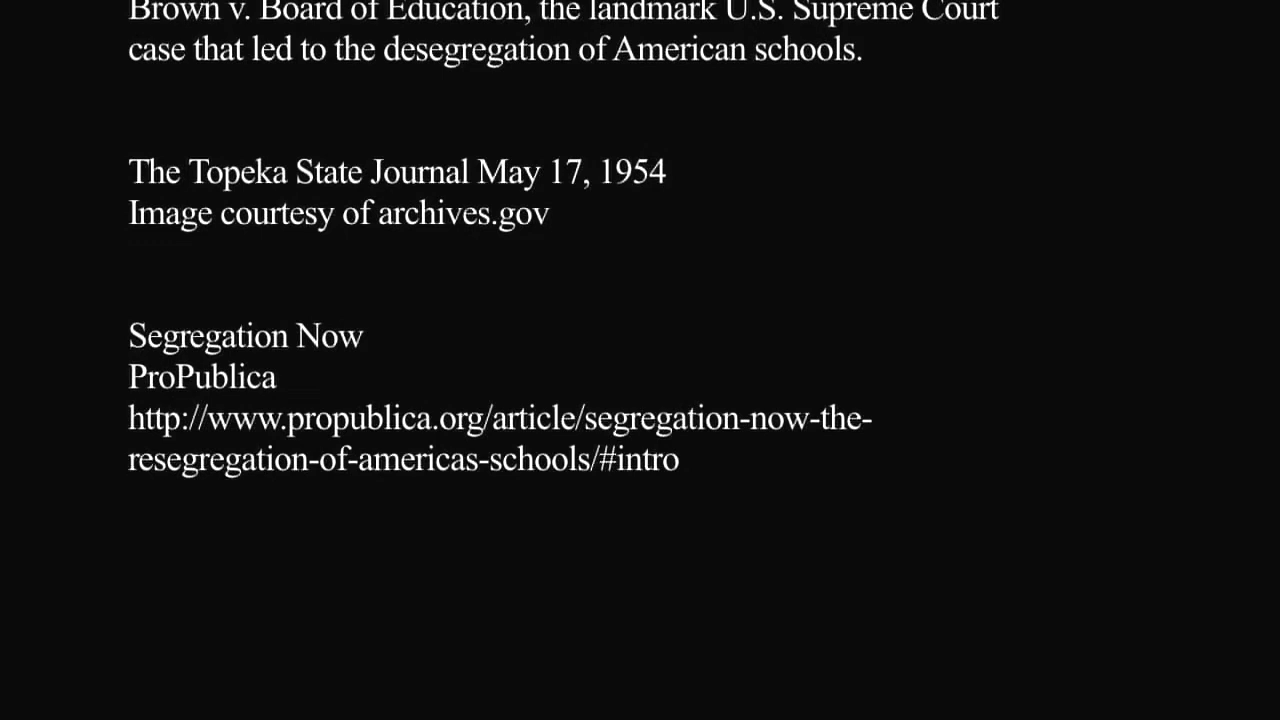 Brown v. Board of Education, the landmark U.S. Supreme Court
case that led to the desegregation of American schools.
The Topeka State Journal May 17, 1954
Image courtesy of archives.gov
Segregation Now
ProPublica
http://www.propublica.org/article/segregation-now-the-
resegregation-of-americas-schools/#intro